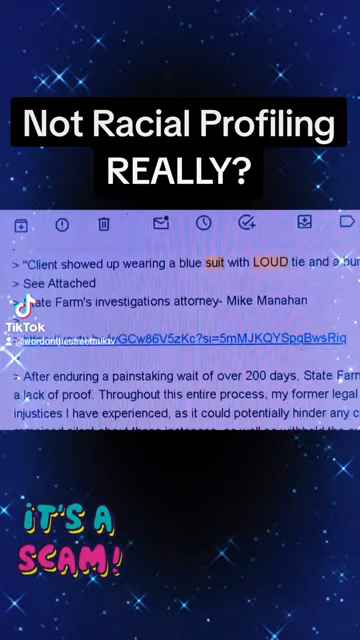 Not Racial Profiling
REALLY?
> "Client showed up wearing a blue suit with LOUD tie and a
> See Attached
State Farm's investigations attorney- Mike Manahan
TikTok
@wordonthestreettalktv
GCw86V5zKc?si=5mMJKQYSpqBwsRiq
> After enduring a painstaking wait of over 200 days, State Farm
a lack of proof. Throughout this entire process, my former legal
injustices I have experienced, as it could potentially hinder any
IT'S A
SCAM!